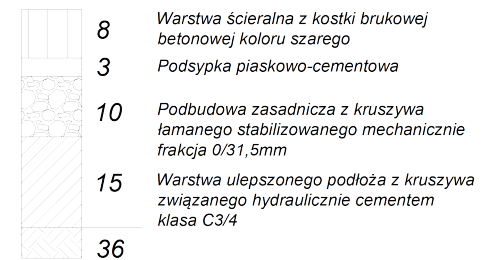 8 Warstwa ścieralna z kostki brukowej
betonowej koloru szarego
3 Podsypka piaskowo-cementowa
10 Podbudowa zasadnicza z kruszywa
łamanego stabilizowanego mechanicznie
frakcja 0/31,5mm
15 Warstwa ulepszonego podłoża z kruszywa
związanego hydraulicznie cementem
klasa C3/4
36